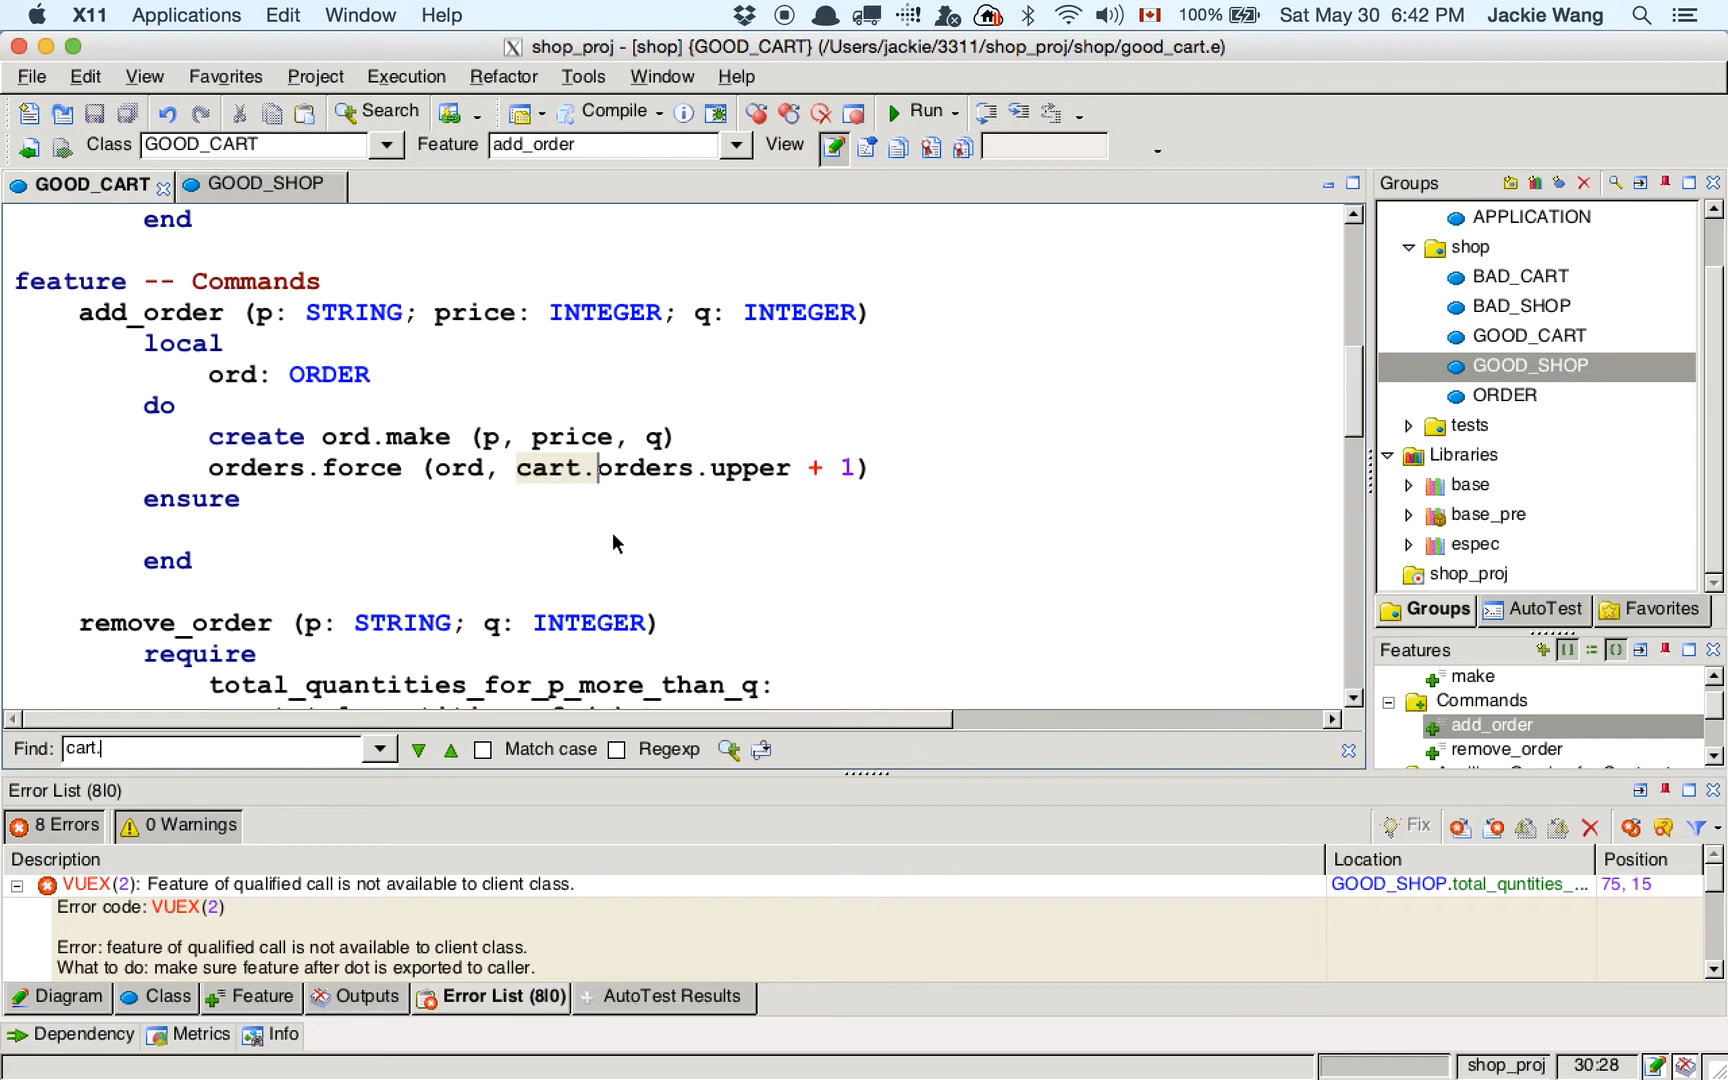 X11 Applications Edit Window Help 100% Sat May 30 6:42 PM Jackie Wang
shop_proj - [shop] {GOOD_CART} (/Users/jackie/3311/shop_proj/shop/good_cart.e)
File Edit View Favorites Project Execution Refactor Tools Window Help
Search Compile Run
Class GOOD_CART Feature add_order View
GOOD_CART GOOD_SHOP
end
feature -- Commands
add_order (p: STRING; price: INTEGER; q: INTEGER)
local
ord: ORDER
do
create ord.make (p, price, q)
orders.force (ord, cart.orders.upper + 1)
ensure
end
remove_order (p: STRING; q: INTEGER)
require
total_quantities_for_p_more_than_q:
Find: cart. Match case Regexp
Groups
APPLICATION
shop
BAD_CART
BAD_SHOP
GOOD_CART
GOOD_SHOP
ORDER
tests
Libraries
base
base_pre
espec
shop_proj
Groups AutoTest Favorites
Features
make
Commands
add_order
remove_order
Error List (8|0)
8 Errors 0 Warnings Fix
Description Location Position
VUEX(2): Feature of qualified call is not available to client class. GOOD_SHOP.total_quntities_... 75, 15
Error code: VUEX(2)
Error: feature of qualified call is not available to client class.
What to do: make sure feature after dot is exported to caller.
Diagram Class Feature Outputs Error List (8|0) AutoTest Results
Dependency Metrics Info
shop_proj 30:28